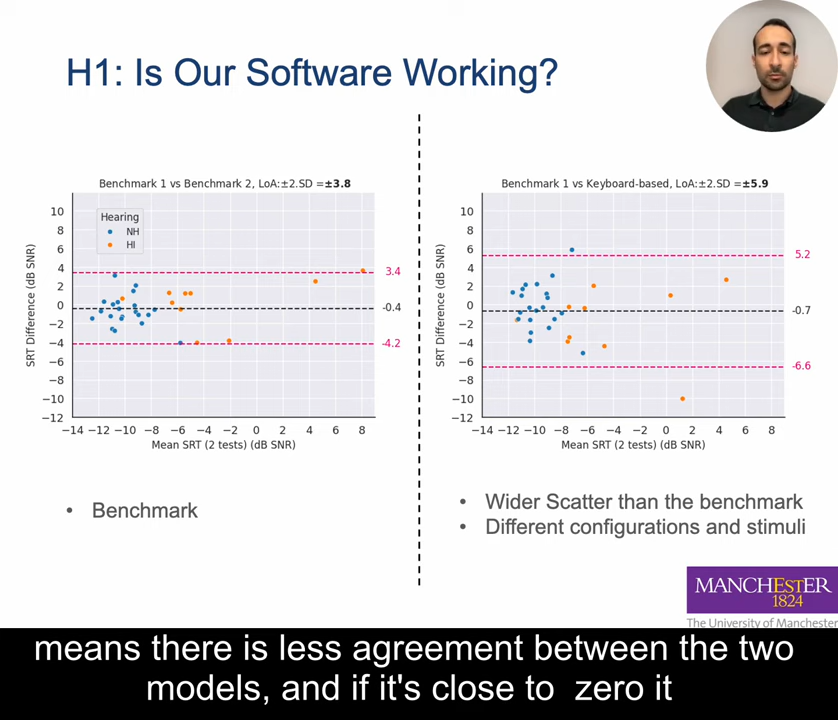 H1: Is Our Software Working?
Benchmark 1 vs Benchmark 2, LoA:±2.SD =±3.8
Hearing
NH
HI
SRT Difference (dB SNR)
10
8
6
4
2
0
−2
−4
−6
−8
−10
−12
3.4
-0.4
-4.2
−14 −12 −10 −8 −6 −4 −2 0 2 4 6 8
Mean SRT (2 tests) (dB SNR)
Benchmark 1 vs Keyboard-based, LoA:±2.SD =±5.9
SRT Difference (dB SNR)
10
8
6
4
2
0
−2
−4
−6
−8
−10
−12
5.2
-0.7
-6.6
−14 −12 −10 −8 −6 −4 −2 0 2 4 6 8
Mean SRT (2 tests) (dB SNR)
• Benchmark
• Wider Scatter than the benchmark
• Different configurations and stimuli
MANCHESTER
1824
The University of Manchester
means there is less agreement between the two
models, and if it's close to zero it